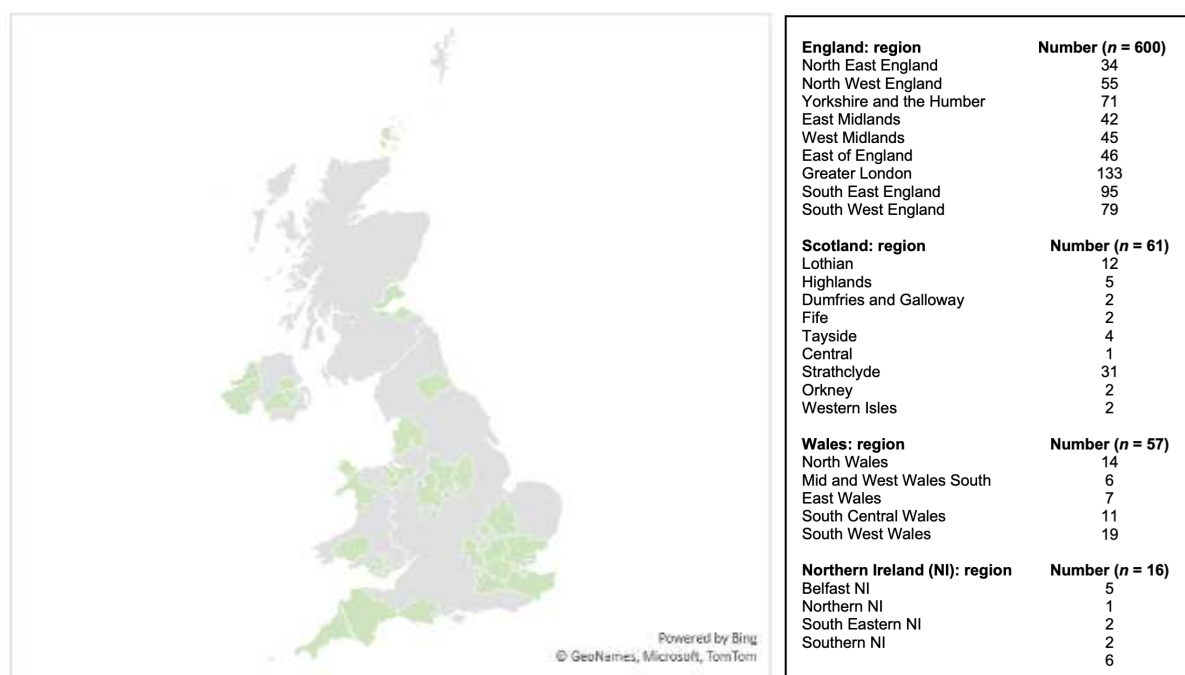 Powered by Bing
© GeoNames, Microsoft, TomTom
England: region Number (n = 600)
North East England 34
North West England 55
Yorkshire and the Humber 71
East Midlands 42
West Midlands 45
East of England 46
Greater London 133
South East England 95
South West England 79
Scotland: region Number (n = 61)
Lothian 12
Highlands 5
Dumfries and Galloway 2
Fife 2
Tayside 4
Central 1
Strathclyde 31
Orkney 2
Western Isles 2
Wales: region Number (n = 57)
North Wales 14
Mid and West Wales South 6
East Wales 7
South Central Wales 11
South West Wales 19
Northern Ireland (NI): region Number (n = 16)
Belfast NI 5
Northern NI 1
South Eastern NI 2
Southern NI 2
6